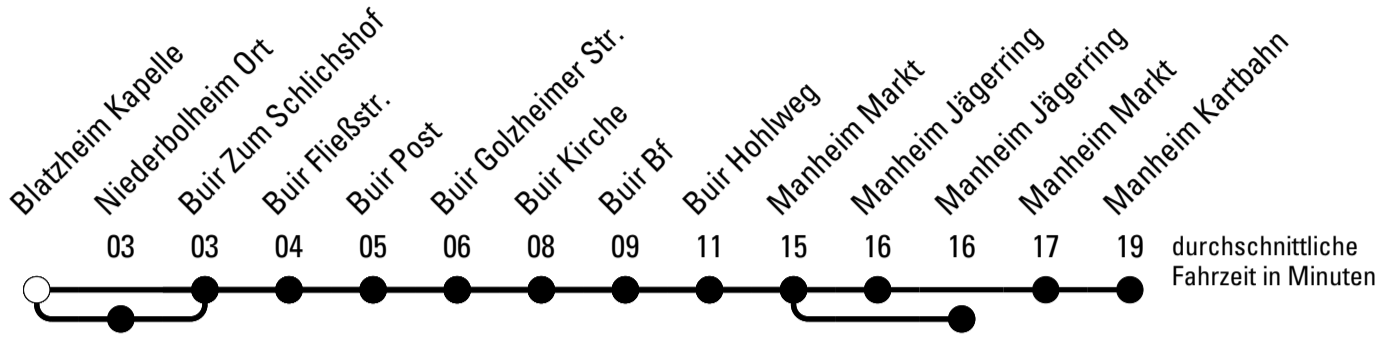 Blatzheim Kapelle
Niederbolheim Ort
Buir Zum Schlichshof
Buir Fließstr.
Buir Post
Buir Golzheimer Str.
Buir Kirche
Buir Bf
Buir Hohlweg
Manheim Markt
Manheim Jägerring
Manheim Jägerring
Manheim Markt
Manheim Kartbahn
03 03 04 05 06 08 09 11 15 16 16 17 19
durchschnittliche
Fahrzeit in Minuten